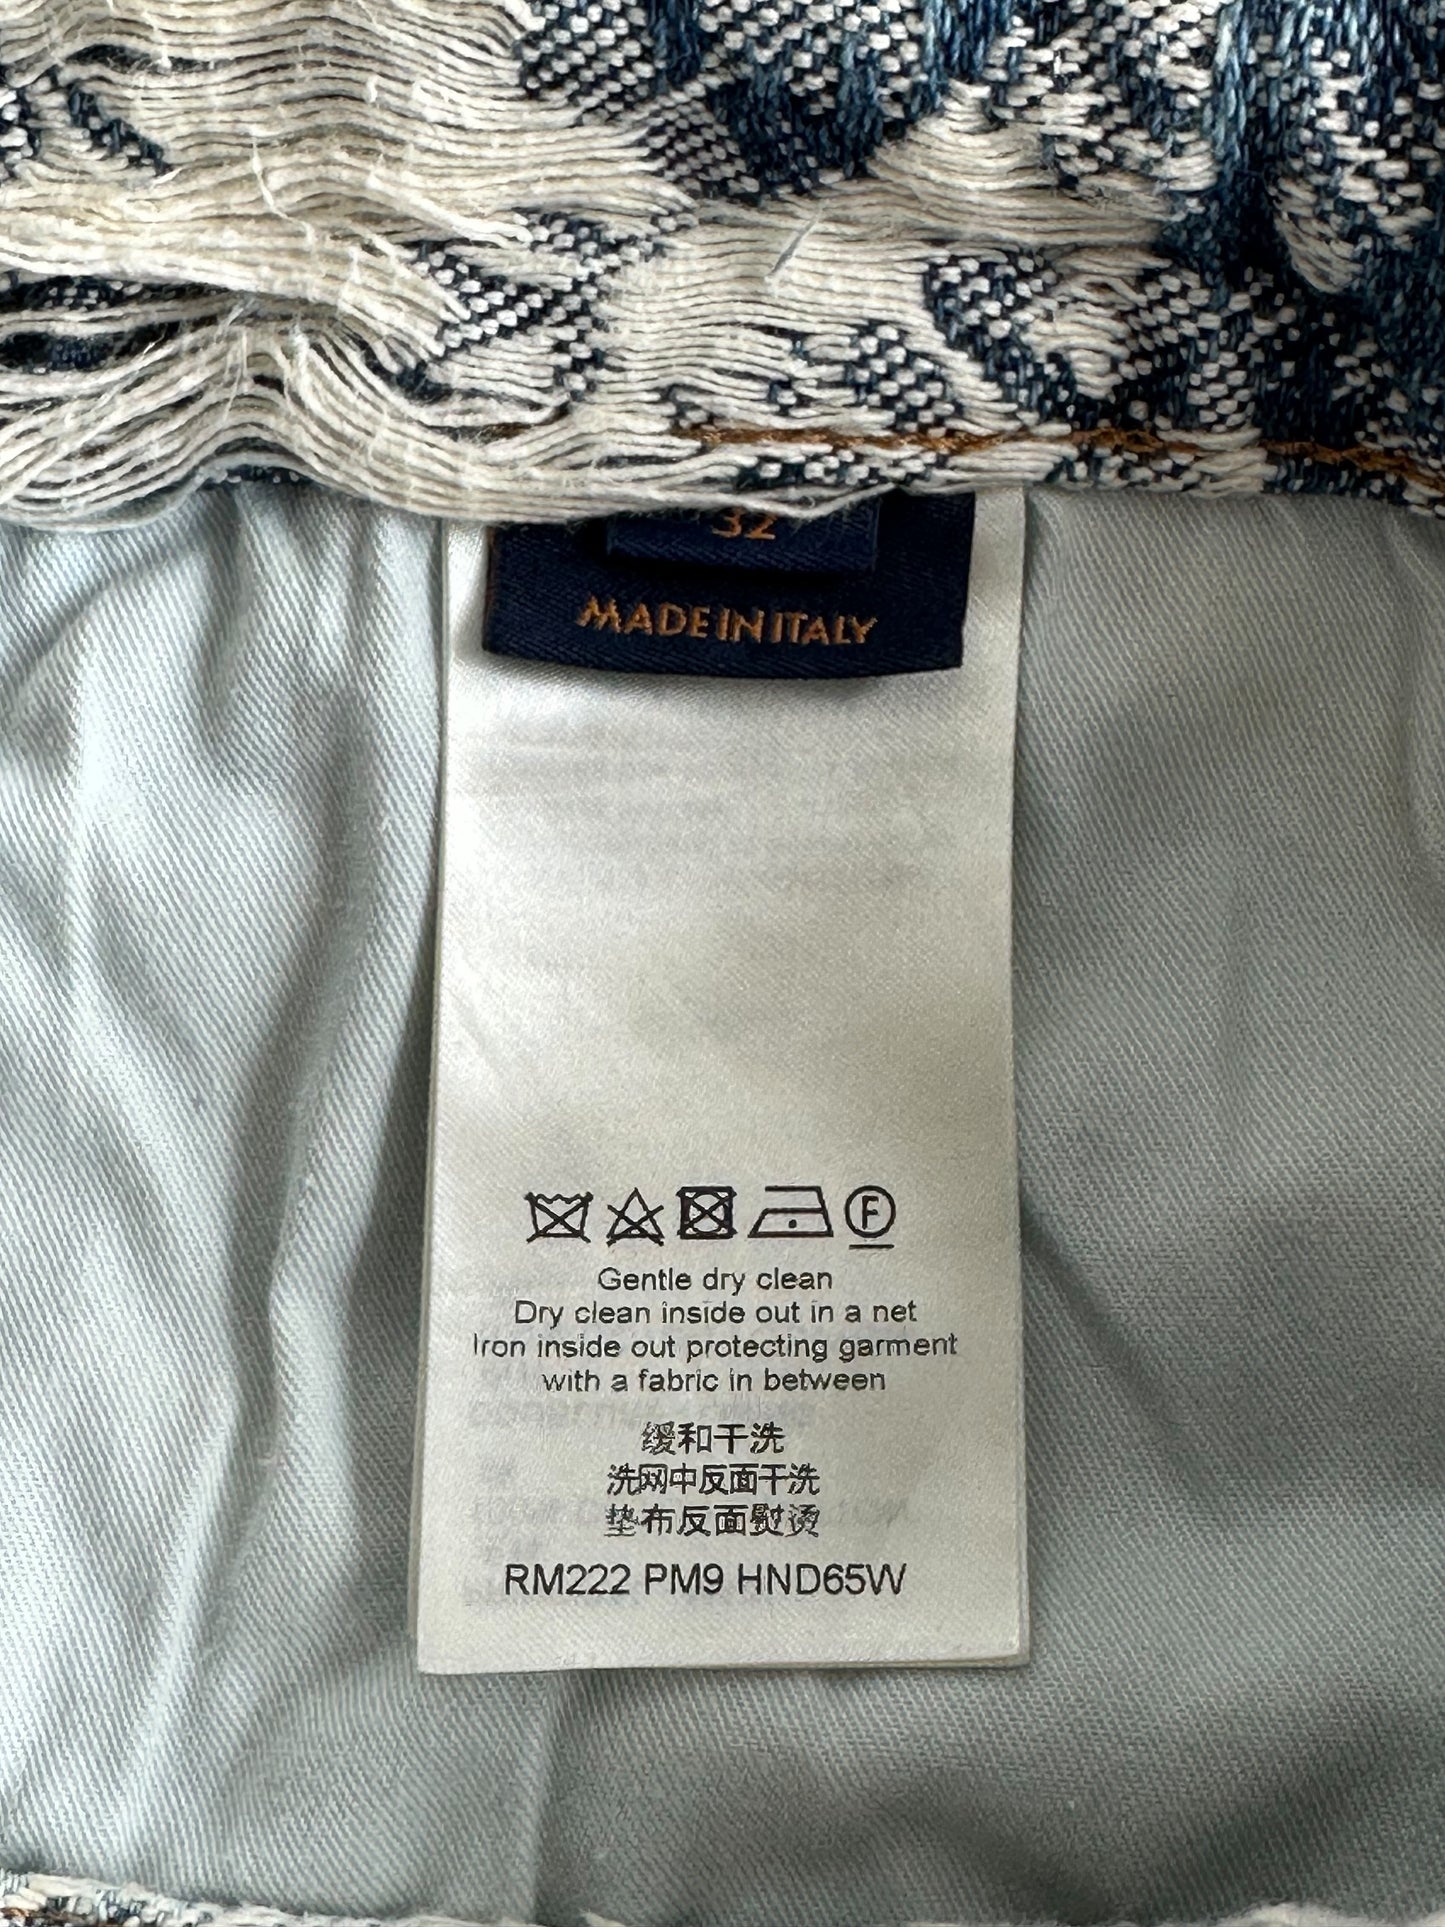 32
MADE IN ITALY
F
Gentle dry clean
Dry clean inside out in a net
Iron inside out protecting garment
with a fabric in between
缓和干洗
洗网中反面干洗
垫布反面熨烫
RM222 PM9 HND65W